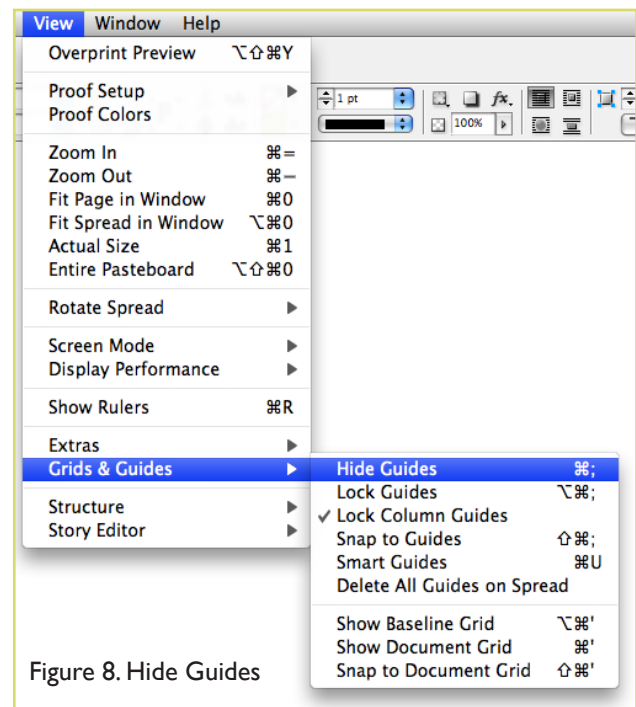 View Window Help
Overprint Preview ⌥⇧⌘Y
Proof Setup ▶
Proof Colors
1 pt fx.
100%
Zoom In ⌘=
Zoom Out ⌘−
Fit Page in Window ⌘0
Fit Spread in Window ⌥⌘0
Actual Size ⌘1
Entire Pasteboard ⌥⇧⌘0
Rotate Spread ▶
Screen Mode ▶
Display Performance ▶
Show Rulers ⌘R
Extras ▶
Grids & Guides ▶
Structure ▶
Story Editor ▶
Hide Guides ⌘;
Lock Guides ⌥⌘;
✓ Lock Column Guides
Snap to Guides ⇧⌘;
Smart Guides ⌘U
Delete All Guides on Spread
Show Baseline Grid ⌥⌘'
Show Document Grid ⌘'
Snap to Document Grid ⇧⌘'
Figure 8. Hide Guides